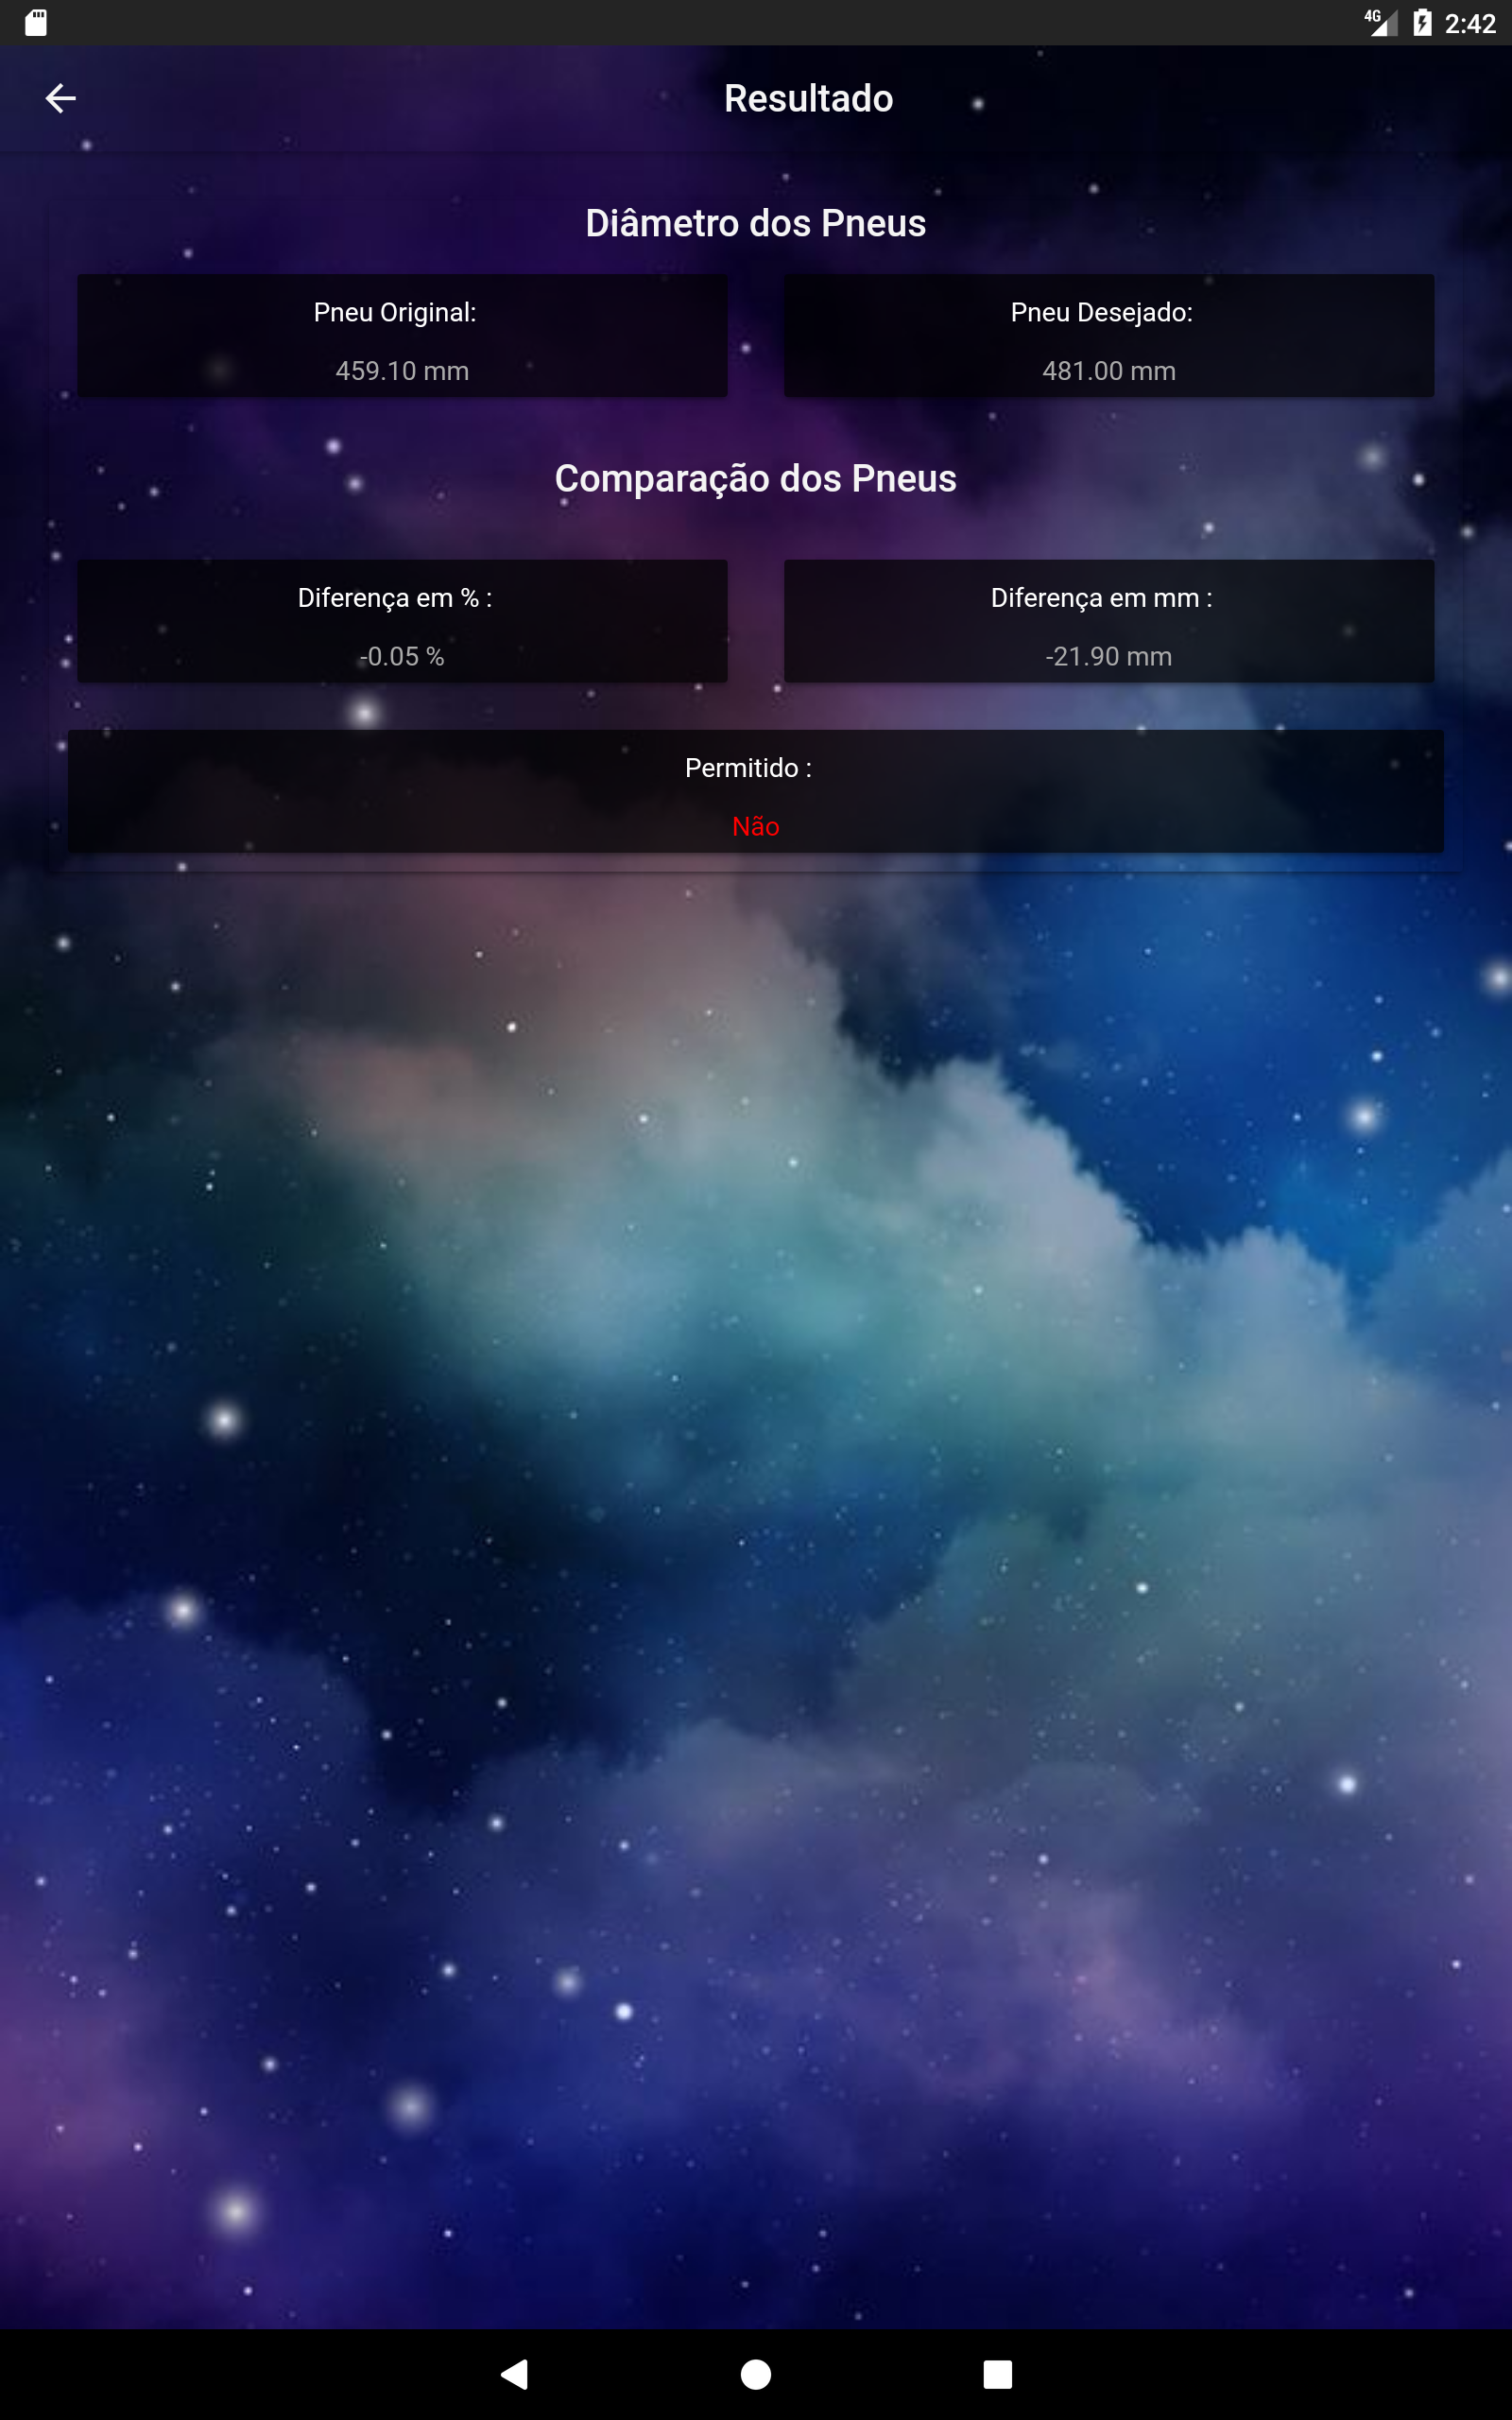 4G 2:42
Resultado
Diâmetro dos Pneus
Pneu Original:
459.10 mm
Pneu Desejado:
481.00 mm
Comparação dos Pneus
Diferença em % :
-0.05 %
Diferença em mm :
-21.90 mm
Permitido :
Não